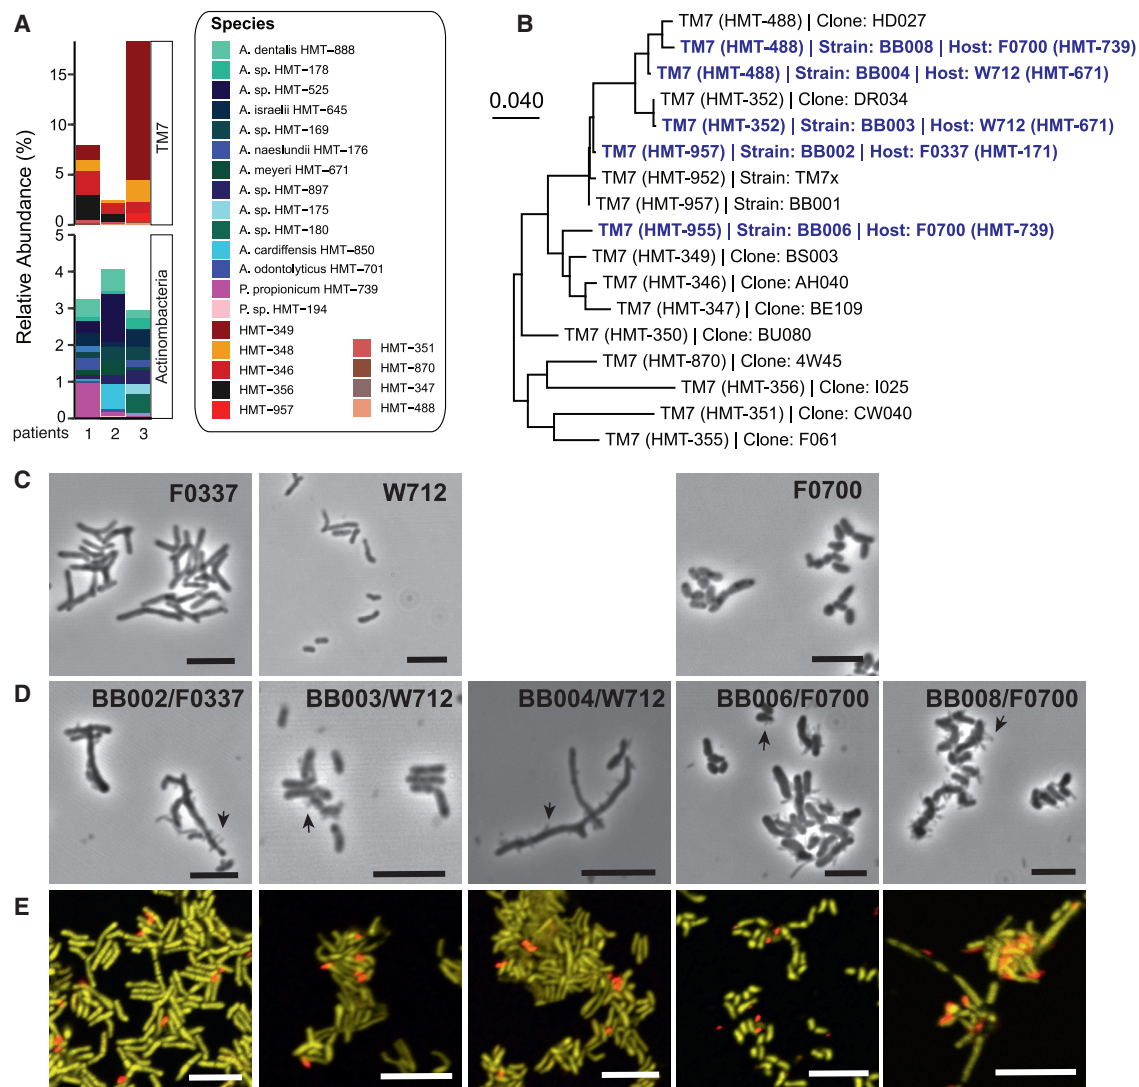 A
Relative Abundance (%)
15
10
5
0
TM7
5
4
3
2
1
0
Actinombacteria
patients 1 2 3
Species
A. dentalis HMT−888
A. sp. HMT−178
A. sp. HMT−525
A. israelii HMT−645
A. sp. HMT−169
A. naeslundii HMT−176
A. meyeri HMT−671
A. sp. HMT−897
A. sp. HMT−175
A. sp. HMT−180
A. cardiffensis HMT−850
A. odontolyticus HMT−701
P. propionicum HMT−739
P. sp. HMT−194
HMT−349
HMT−348
HMT−346
HMT−356
HMT−957
HMT−351
HMT−870
HMT−347
HMT−488
B
0.040
TM7 (HMT-488) | Clone: HD027
TM7 (HMT-488) | Strain: BB008 | Host: F0700 (HMT-739)
TM7 (HMT-488) | Strain: BB004 | Host: W712 (HMT-671)
TM7 (HMT-352) | Clone: DR034
TM7 (HMT-352) | Strain: BB003 | Host: W712 (HMT-671)
TM7 (HMT-957) | Strain: BB002 | Host: F0337 (HMT-171)
TM7 (HMT-952) | Strain: TM7x
TM7 (HMT-957) | Strain: BB001
TM7 (HMT-955) | Strain: BB006 | Host: F0700 (HMT-739)
TM7 (HMT-349) | Clone: BS003
TM7 (HMT-346) | Clone: AH040
TM7 (HMT-347) | Clone: BE109
TM7 (HMT-350) | Clone: BU080
TM7 (HMT-870) | Clone: 4W45
TM7 (HMT-356) | Clone: I025
TM7 (HMT-351) | Clone: CW040
TM7 (HMT-355) | Clone: F061
C
F0337
W712
F0700
D
BB002/F0337
BB003/W712
BB004/W712
BB006/F0700
BB008/F0700
E